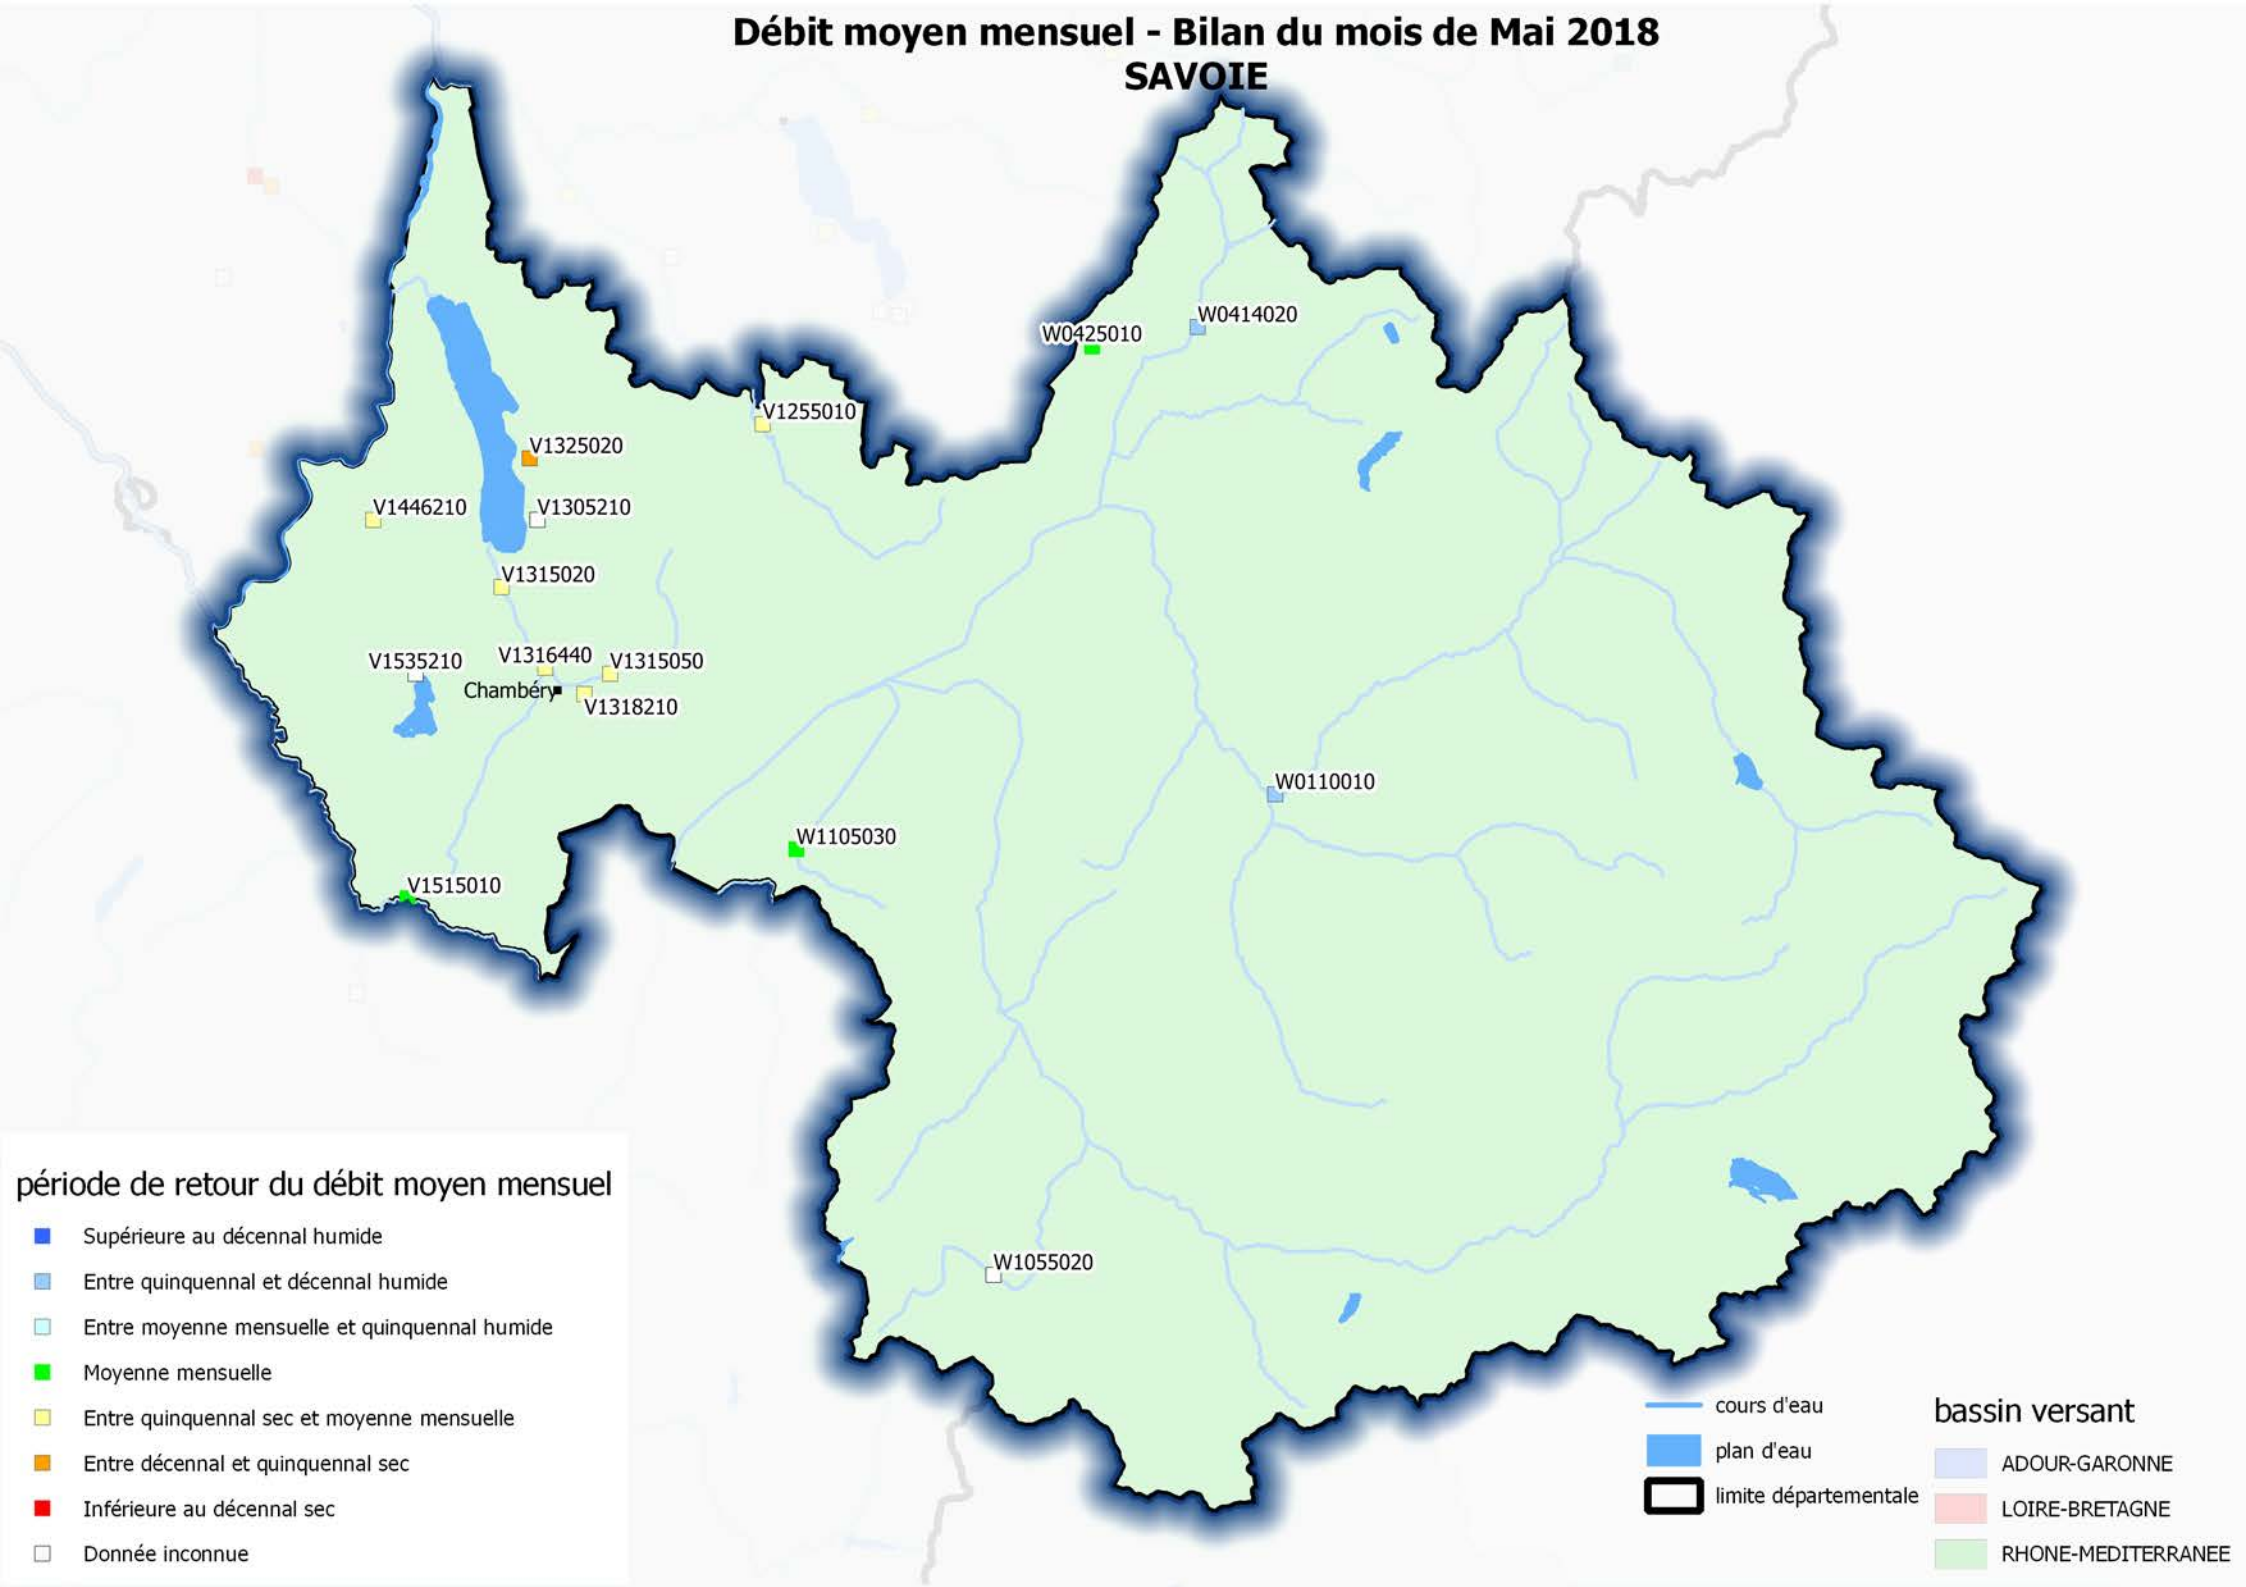 Débit moyen mensuel - Bilan du mois de Mai 2018
SAVOIE
W0414020
W0425010
V1255010
V1325020
V1446210
V1305210
V1315020
V1316440
V1535210
V1315050
Chambéry
V1318210
W0110010
W1105030
V1515010
W1055020
période de retour du débit moyen mensuel
Supérieure au décennal humide
Entre quinquennal et décennal humide
Entre moyenne mensuelle et quinquennal humide
Moyenne mensuelle
Entre quinquennal sec et moyenne mensuelle
Entre décennal et quinquennal sec
Inférieure au décennal sec
Donnée inconnue
cours d'eau
plan d'eau
limite départementale
bassin versant
ADOUR-GARONNE
LOIRE-BRETAGNE
RHONE-MEDITERRANEE